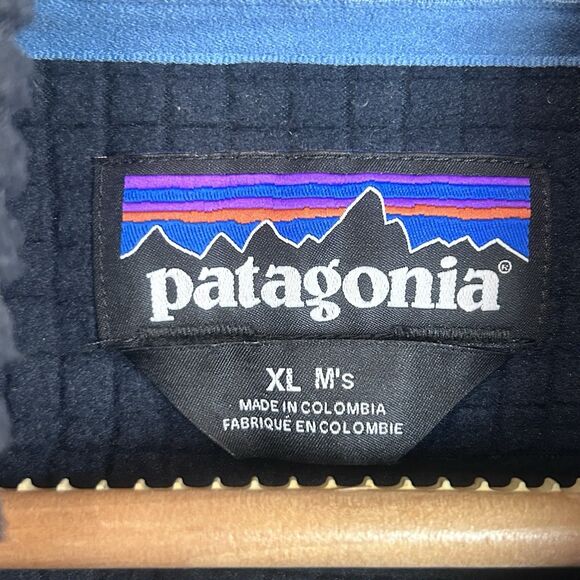 patagonia®
XL M's
MADE IN COLOMBIA
FABRIQUÉ EN COLOMBIE